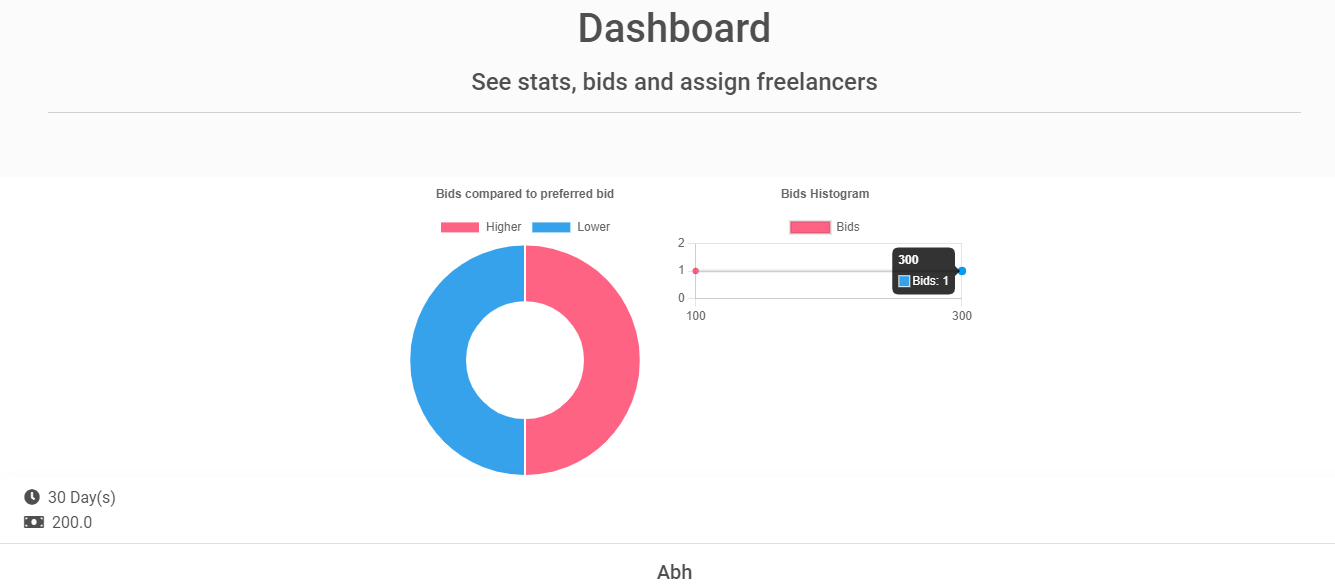 Dashboard
See stats, bids and assign freelancers
Bids compared to preferred bid
Higher Lower
Bids Histogram
Bids
2
1
0
300
Bids: 1
100 300
30 Day(s)
200.0
Abh